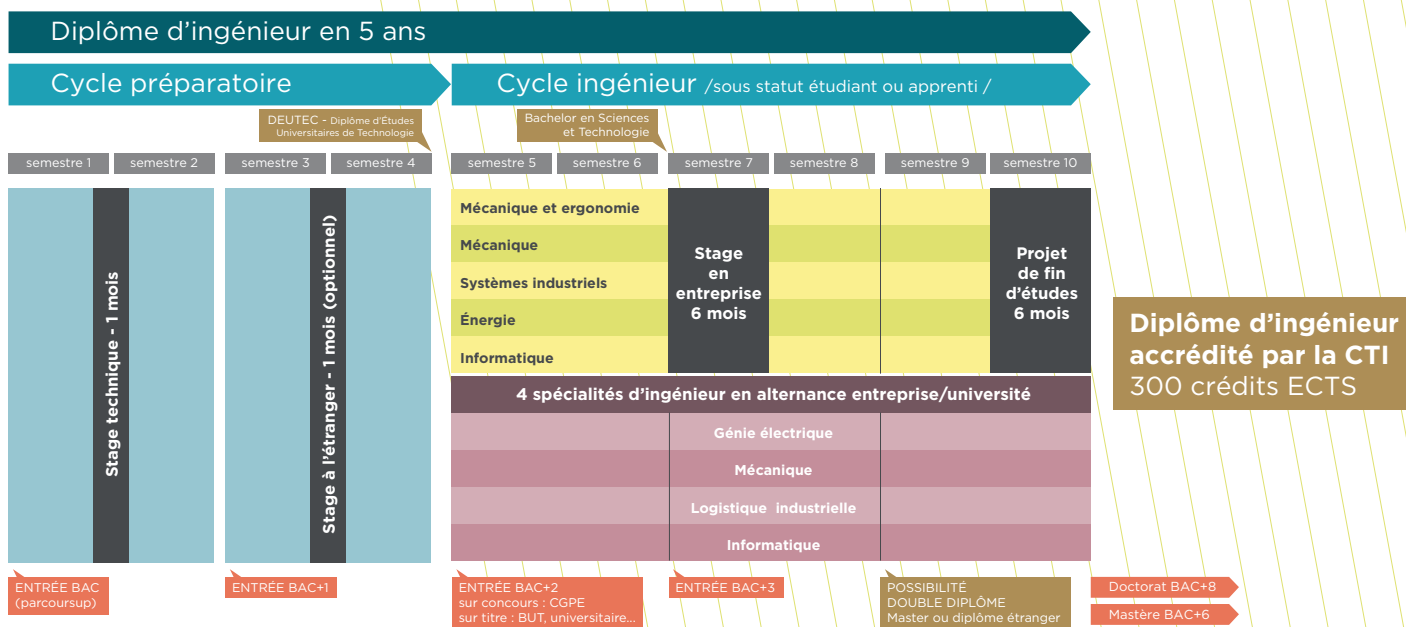 Diplôme d’ingénieur en 5 ans
Cycle préparatoire
Cycle ingénieur /sous statut étudiant ou apprenti /
DEUTEC - Diplôme d’Études
Universitaires de Technologie
Bachelor en Sciences
et Technologie
semestre 1
semestre 2
semestre 3
semestre 4
semestre 5
semestre 6
semestre 7
semestre 8
semestre 9
semestre 10
Stage technique - 1 mois
Stage à l’étranger - 1 mois (optionnel)
Mécanique et ergonomie
Mécanique
Systèmes industriels
Énergie
Informatique
Stage
en
entreprise
6 mois
Projet
de fin
d’études
6 mois
4 spécialités d’ingénieur en alternance entreprise/université
Génie électrique
Mécanique
Logistique industrielle
Informatique
Diplôme d’ingénieur
accrédité par la CTI
300 crédits ECTS
ENTRÉE BAC
(parcoursup)
ENTRÉE BAC+1
ENTRÉE BAC+2
sur concours : CGPE
sur titre : BUT, universitaire...
ENTRÉE BAC+3
POSSIBILITÉ
DOUBLE DIPLÔME
Master ou diplôme étranger
Doctorat BAC+8
Mastère BAC+6